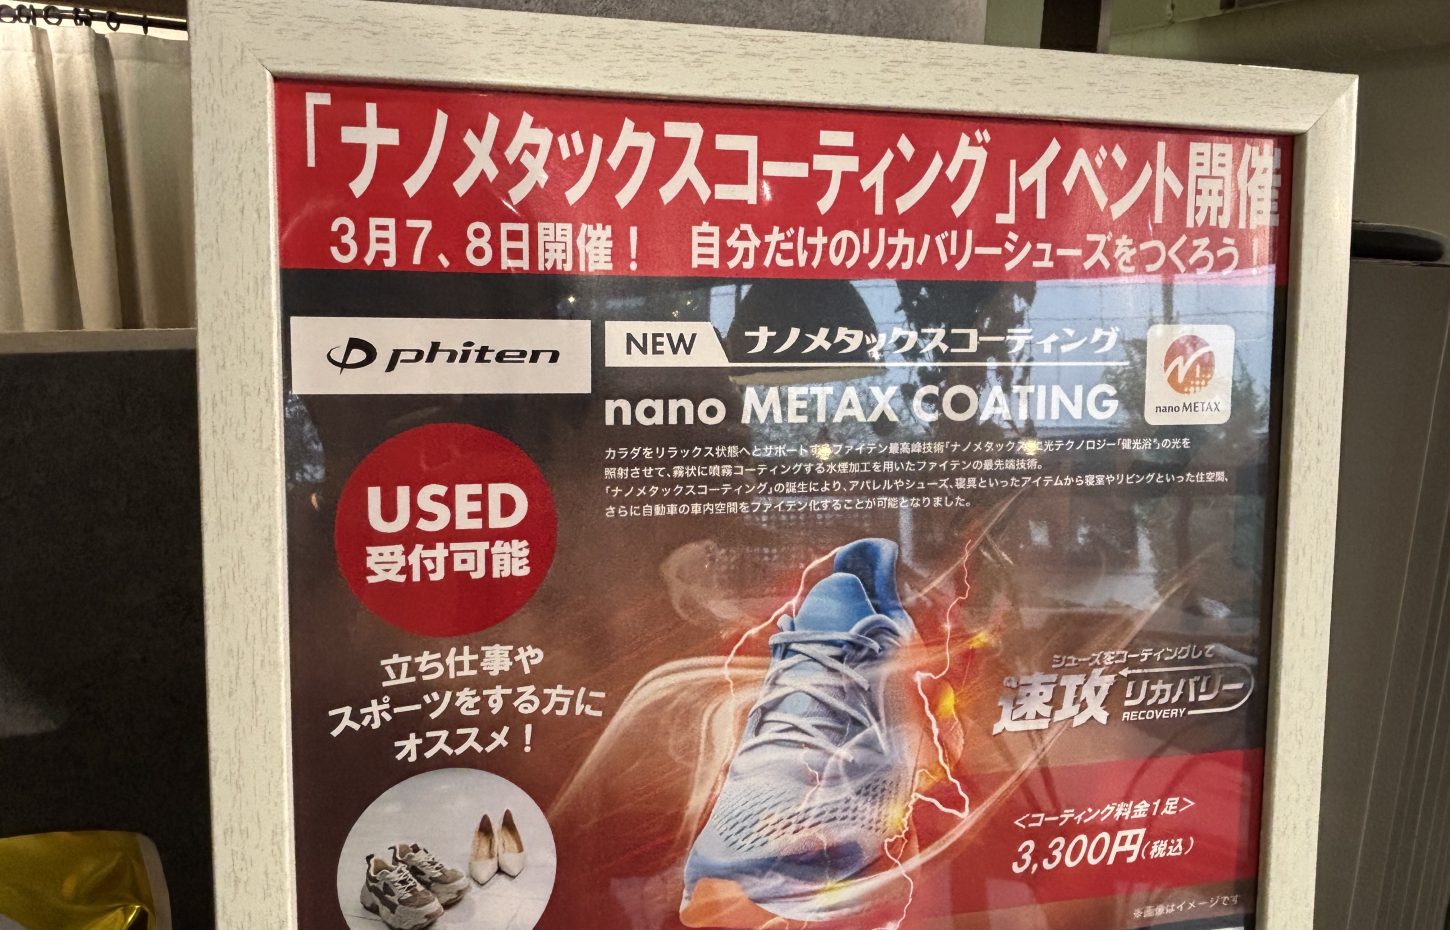 「ナノメタックスコーティング」イベント開催
3月7、8日開催！ 自分だけのリカバリーシューズをつくろう！
phiten
NEW ナノメタックスコーティング
nano METAX COATING
nano METAX
カラダをリラックス状態へとサポートするファイテン最高峰技術「ナノメタックス」に光テクノロジー「健光浴®」の光を
照射させて、霧状に噴霧コーティングする水煙加工を用いたファイテンの最先端技術。
「ナノメタックスコーティング」の誕生により、アパレルやシューズ、寝具といったアイテムから寝室やリビングといった住空間、
さらに自動車の車内空間をファイテン化することが可能となりました。
USED
受付可能
立ち仕事や
スポーツをする方に
オススメ！
シューズをコーティングして
速攻リカバリー
RECOVERY
＜コーティング料金1足＞
3,300円(税込)
※画像はイメージです